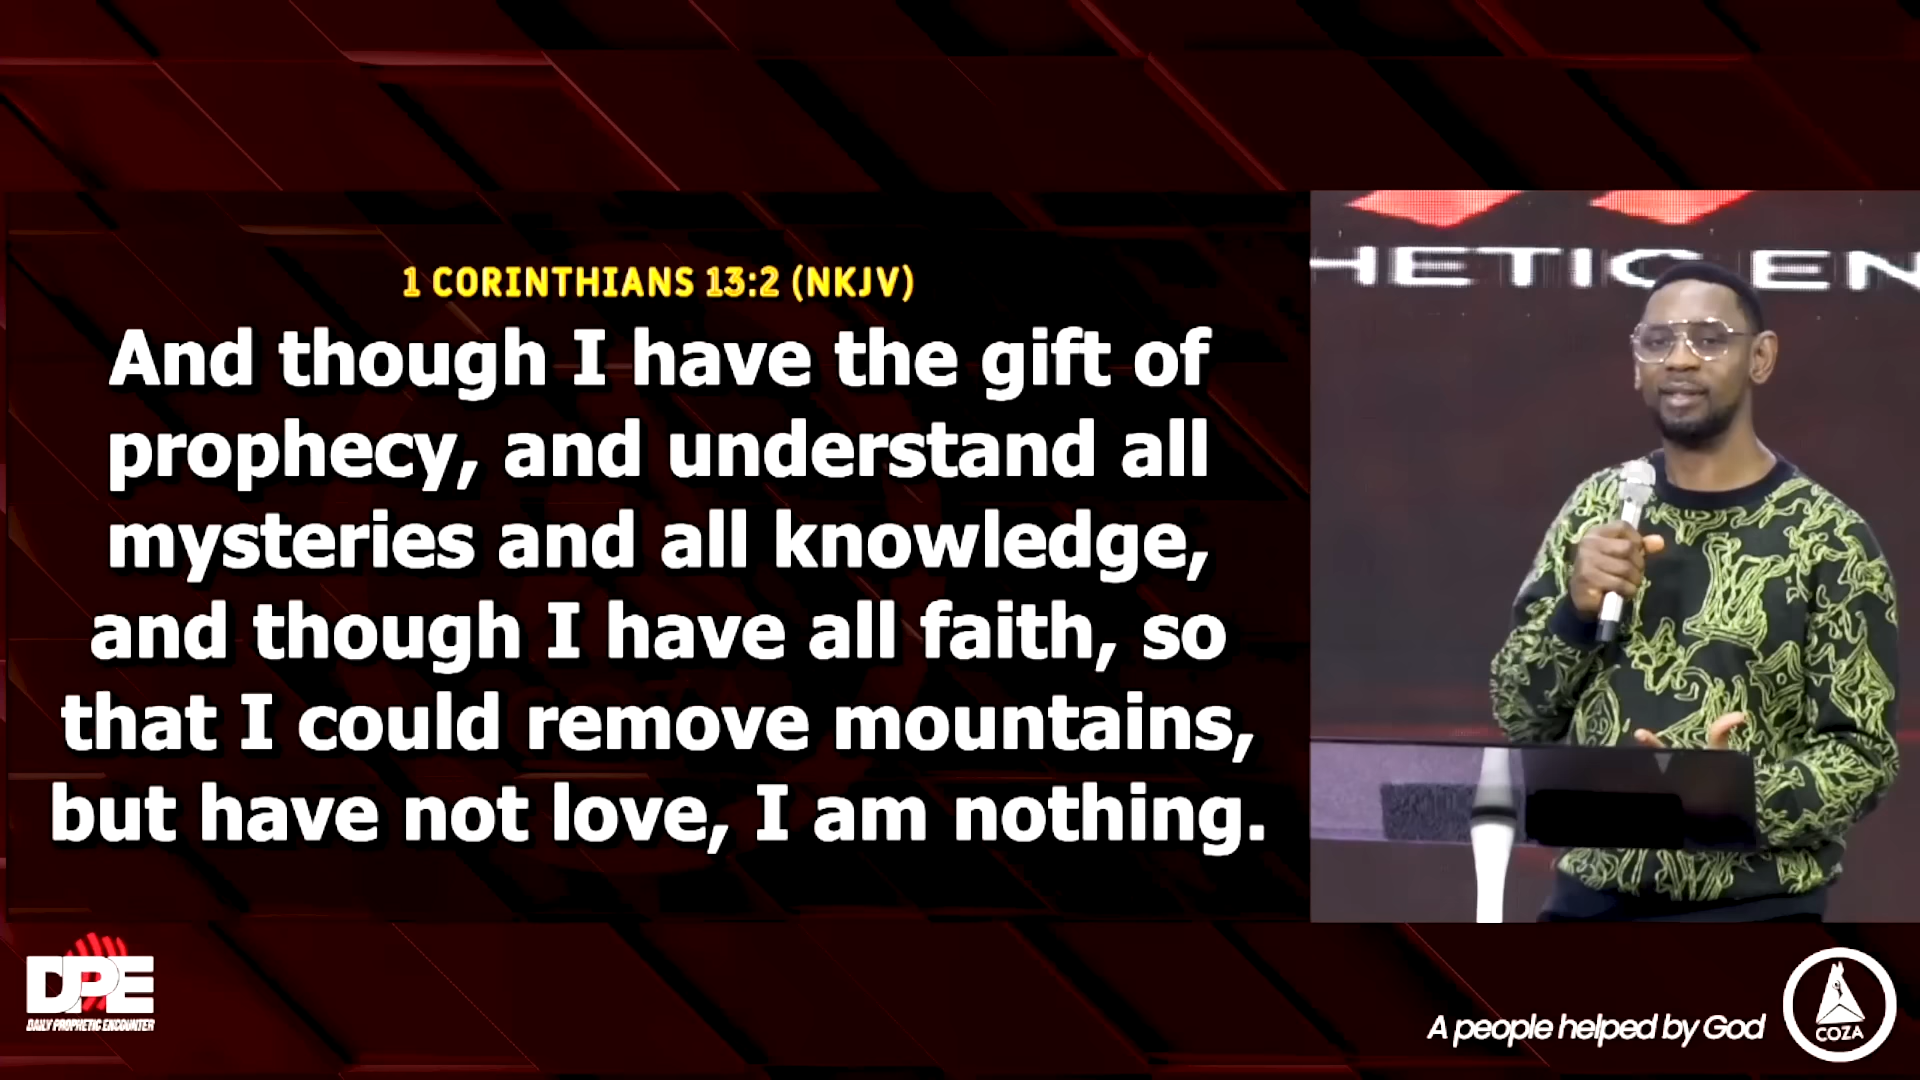 1 CORINTHIANS 13:2 (NKJV)
And though I have the gift of
prophecy, and understand all
mysteries and all knowledge,
and though I have all faith, so
that I could remove mountains,
but have not love, I am nothing.
HETIC EN
DPE
DAILY PROPHETIC ENCOUNTER
A people helped by God
COZA